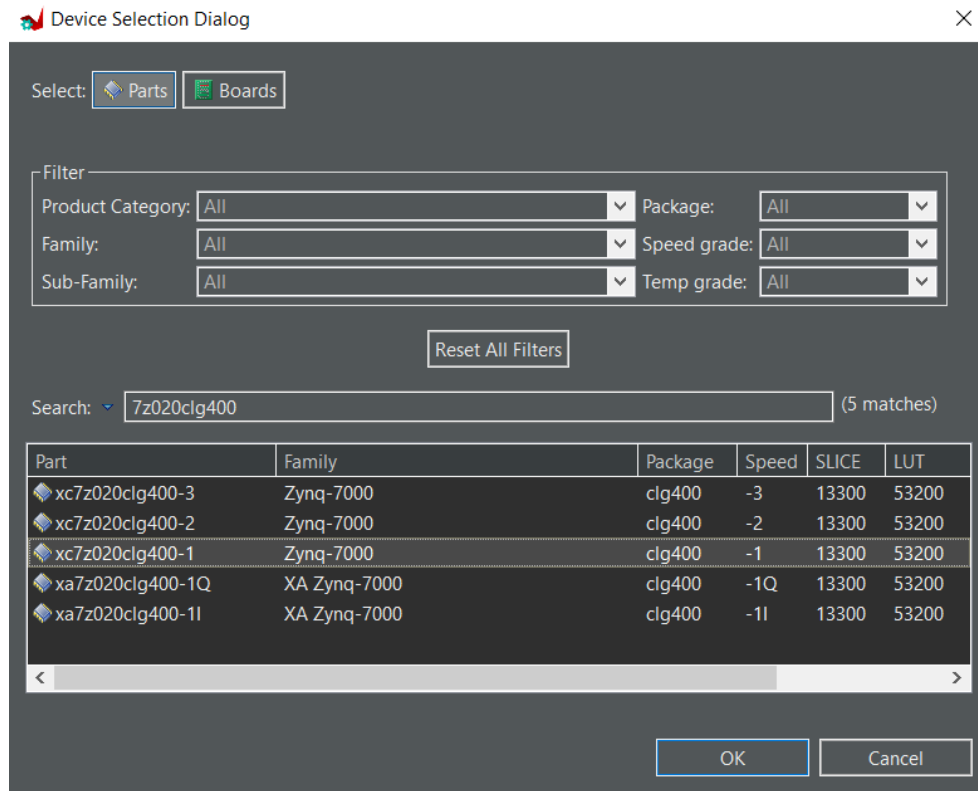 Device Selection Dialog
Select: Parts Boards
Filter
Product Category: All Package: All
Family: All Speed grade: All
Sub-Family: All Temp grade: All
Reset All Filters
Search: 7z020clg400 (5 matches)
Part Family Package Speed SLICE LUT
xc7z020clg400-3 Zynq-7000 clg400 -3 13300 53200
xc7z020clg400-2 Zynq-7000 clg400 -2 13300 53200
xc7z020clg400-1 Zynq-7000 clg400 -1 13300 53200
xa7z020clg400-1Q XA Zynq-7000 clg400 -1Q 13300 53200
xa7z020clg400-1I XA Zynq-7000 clg400 -1I 13300 53200
OK Cancel